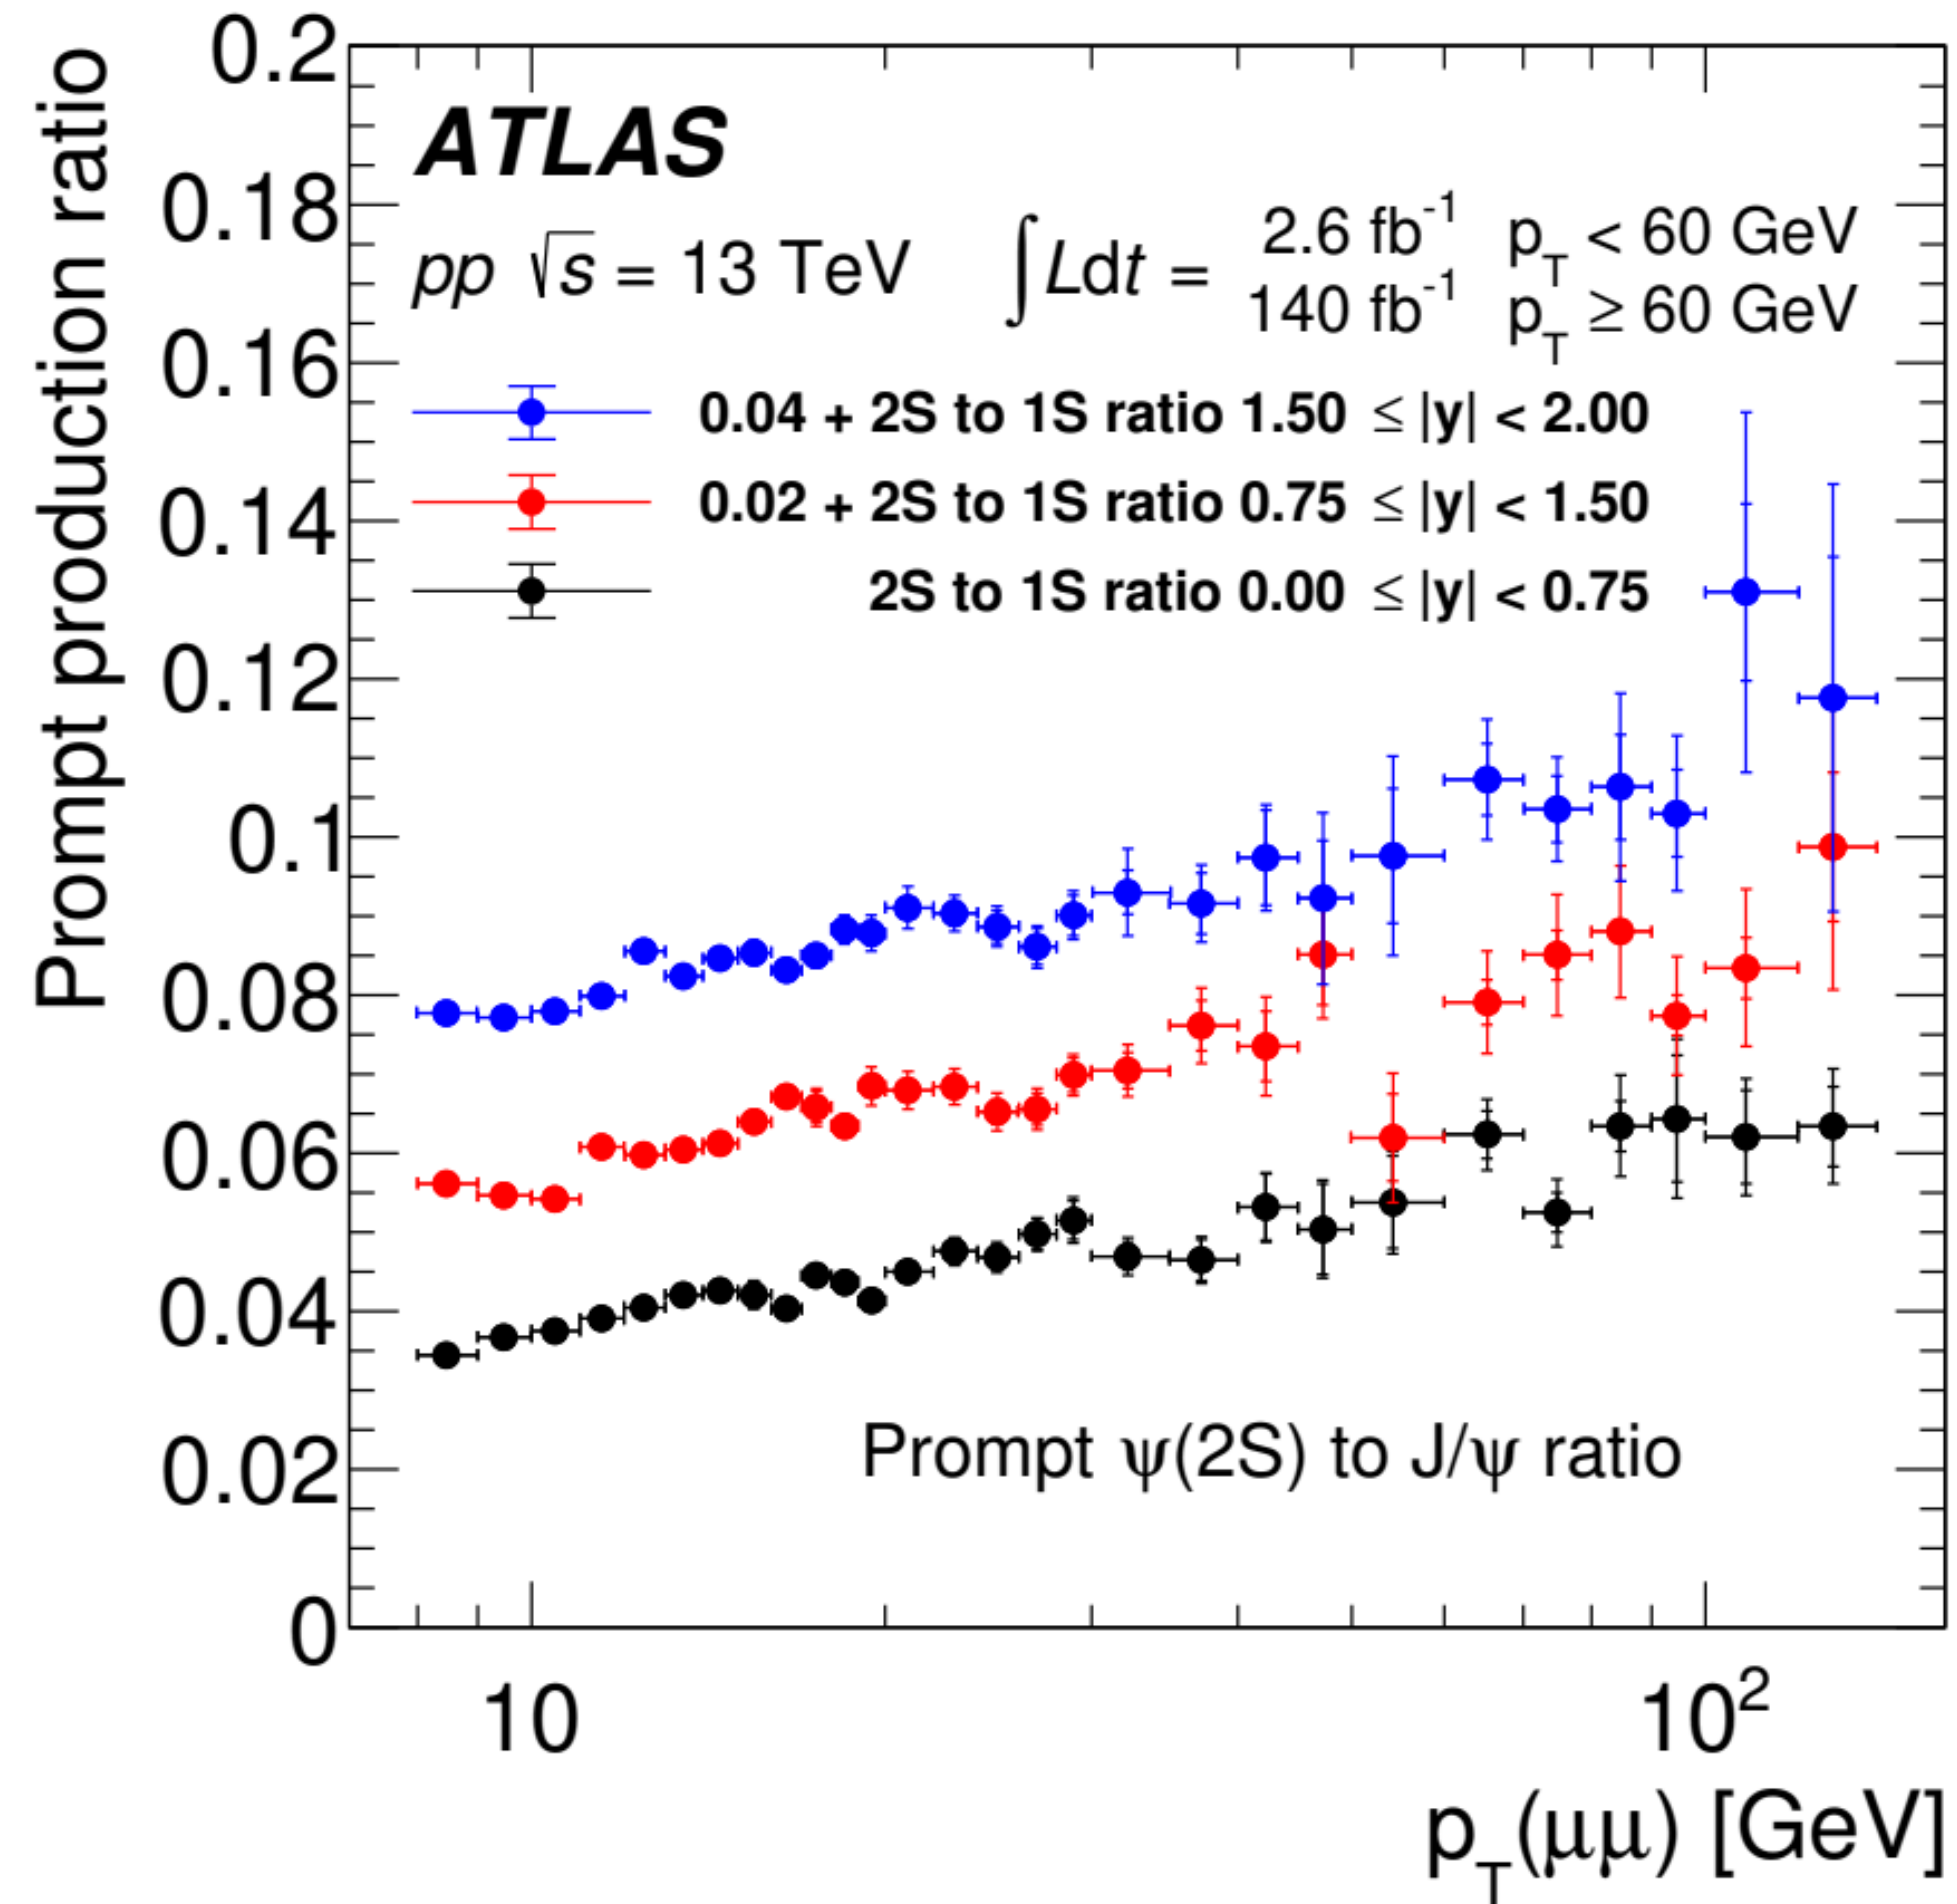 Prompt production ratio
0.2
0.18
0.16
0.14
0.12
0.1
0.08
0.06
0.04
0.02
0
ATLAS
pp √s = 13 TeV ∫Ldt = 2.6 fb⁻¹ p_T < 60 GeV
140 fb⁻¹ p_T ≥ 60 GeV
0.04 + 2S to 1S ratio 1.50 ≤ |y| < 2.00
0.02 + 2S to 1S ratio 0.75 ≤ |y| < 1.50
2S to 1S ratio 0.00 ≤ |y| < 0.75
Prompt ψ(2S) to J/ψ ratio
10 10²
p_T(μμ) [GeV]